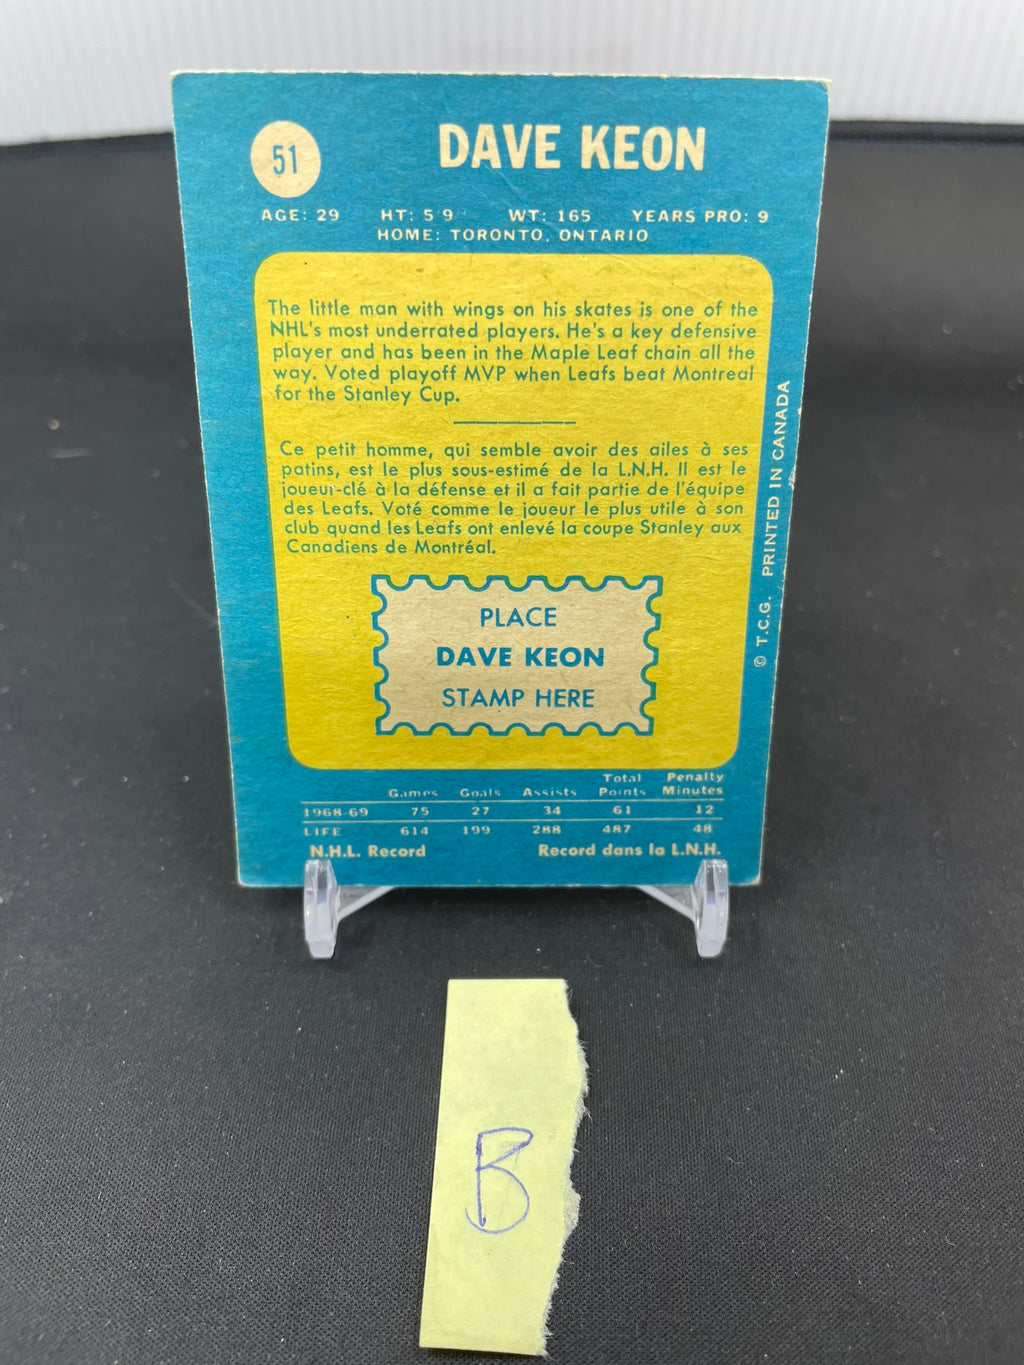 51
DAVE KEON
AGE: 29 HT: 5 9 WT: 165 YEARS PRO: 9
HOME: TORONTO, ONTARIO
The little man with wings on his skates is one of the
NHL's most underrated players. He's a key defensive
player and has been in the Maple Leaf chain all the
way. Voted playoff MVP when Leafs beat Montreal
for the Stanley Cup.
Ce petit homme, qui semble avoir des ailes à ses
patins, est le plus sous-estimé de la L.N.H. Il est le
joueur-clé à la défense et il a fait partie de l'équipe
des Leafs. Voté comme le joueur le plus utile à son
club quand les Leafs ont enlevé la coupe Stanley aux
Canadiens de Montréal.
PLACE
DAVE KEON
STAMP HERE
© T.C.G. PRINTED IN CANADA
Games Goals Assists Total Points Penalty Minutes
1968-69 75 27 34 61 12
LIFE 614 199 288 487 48
N.H.L. Record Record dans la L.N.H.
B